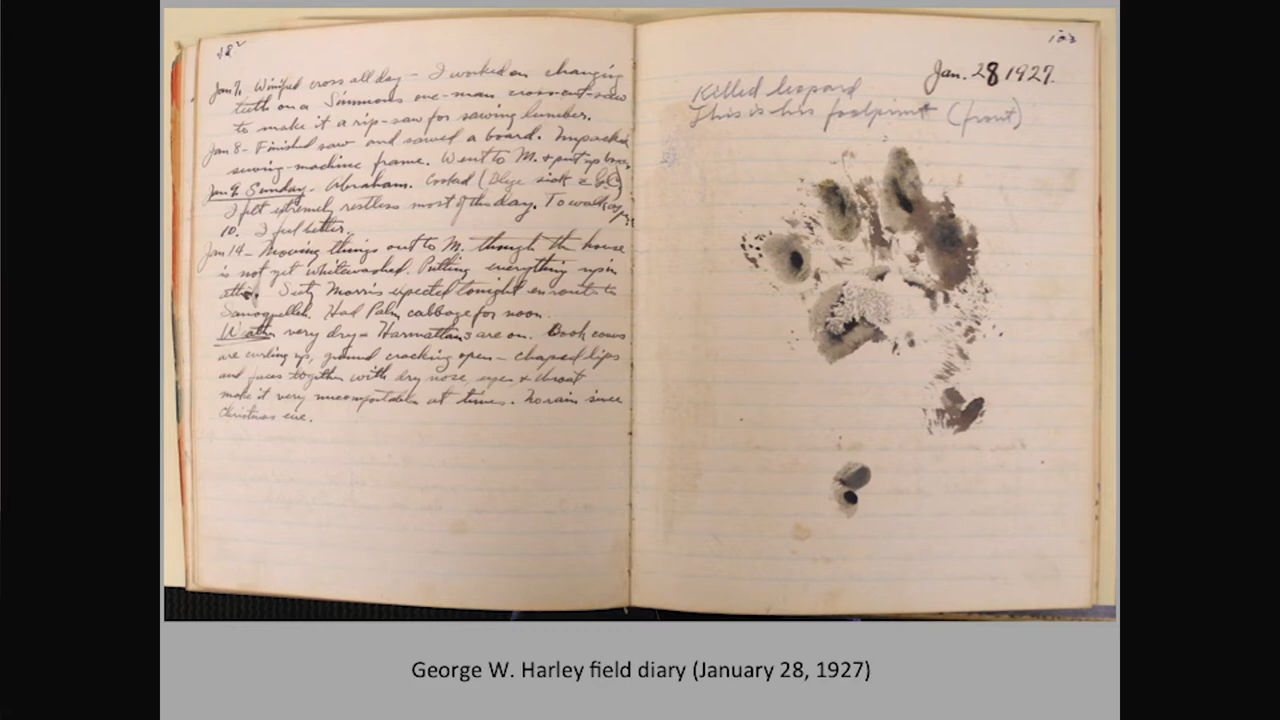 182
Jan 7. Winifred cross all day - I worked on changing
teeth on a Simmons one-man cross-cut-saw
to make it a rip-saw for sawing lumber.
Jan 8 - Finished saw and sawed a board. Unpacked
sewing-machine frame. Went to M. & put up
Jan 9. Sunday - Abraham. Cooked (Blye sick
I felt extremely restless most of the day. To walk
10. I feel better.
Jan 14 - Moving things out to M. though the house
is not yet whitewashed. Putting everything up in
attic. Morris expected tonight en route to
Sanoquelleh. Had Palm cabbage for noon.
Weather very dry - Harmattans are on. Book covers
are curling up, ground cracking open - chaped lips
and faces together with dry nose, eyes & throat
make it very uncomfortable at times. No rain since
Christmas eve.
183
Jan. 28 1927.
Killed leopard
This is his footprint (front)
George W. Harley field diary (January 28, 1927)